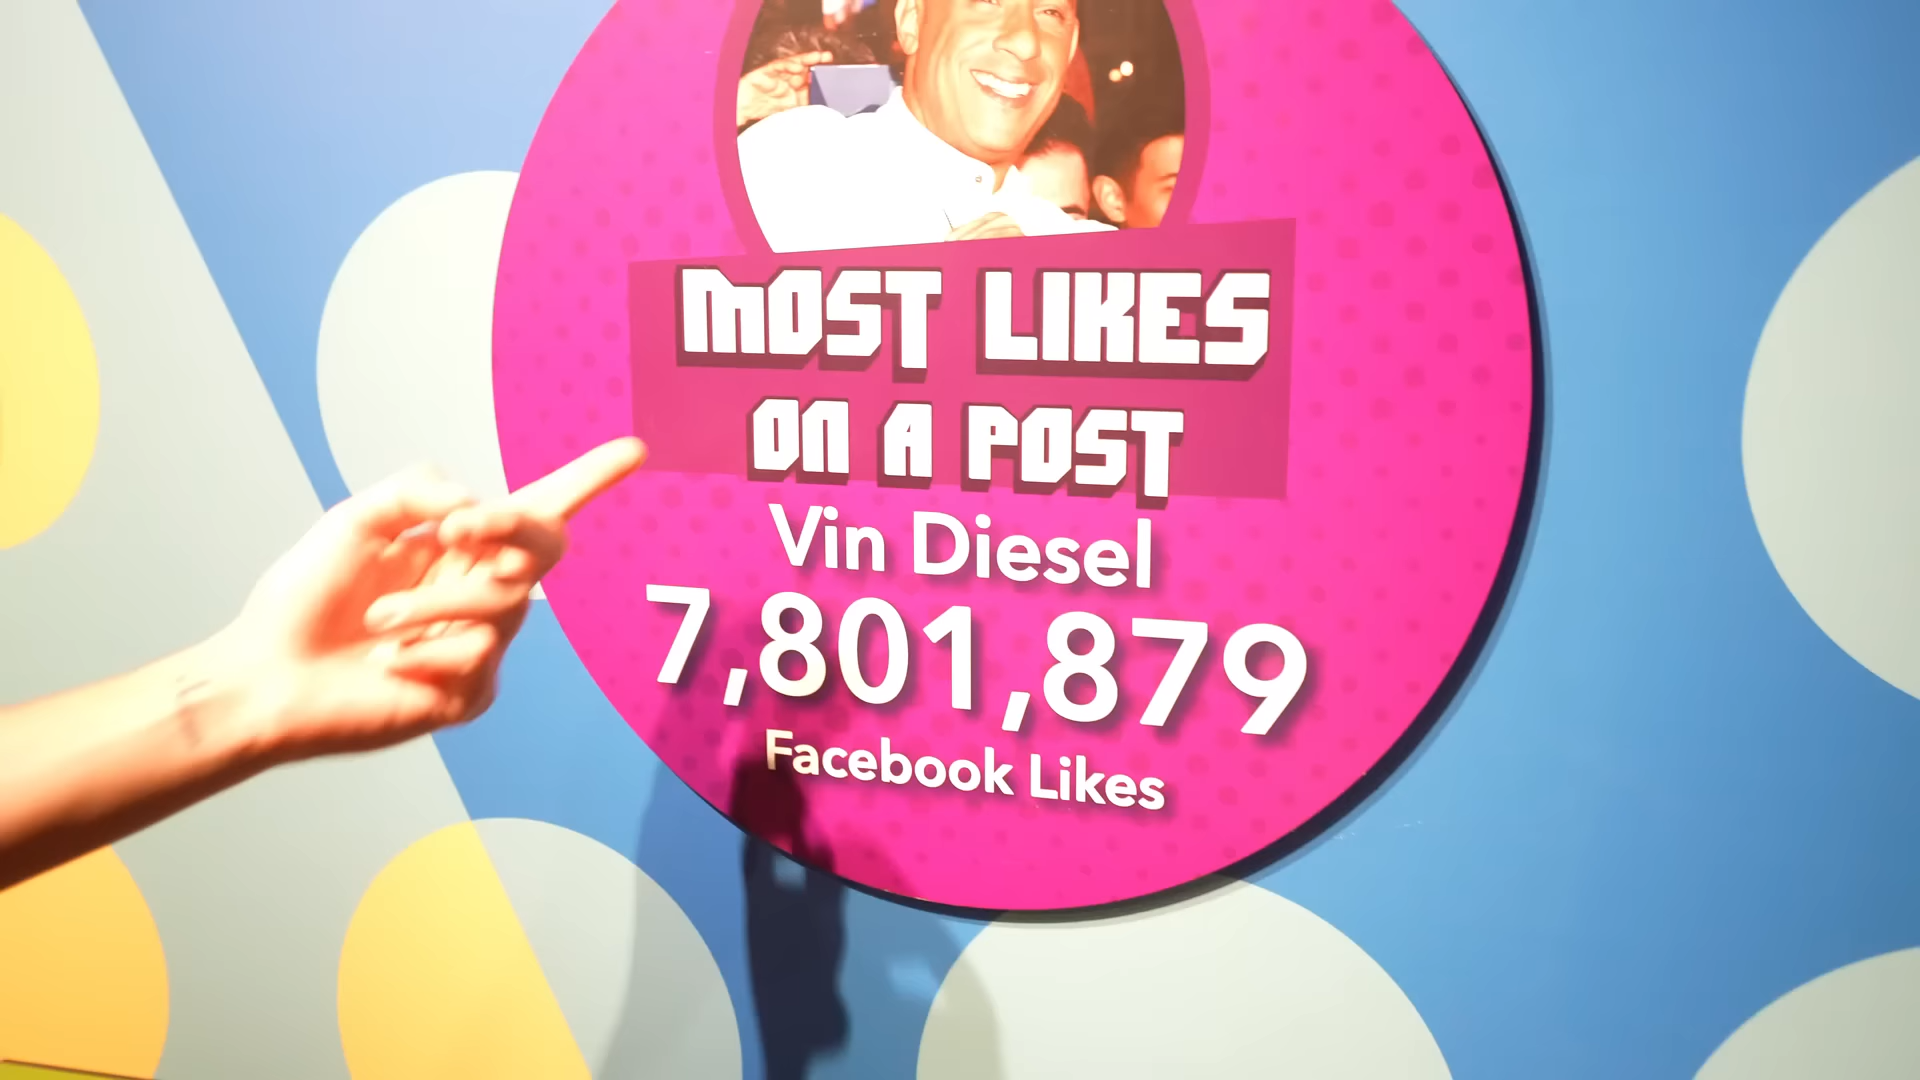 MOST LIKES
ON A POST
Vin Diesel
7,801,879
Facebook Likes